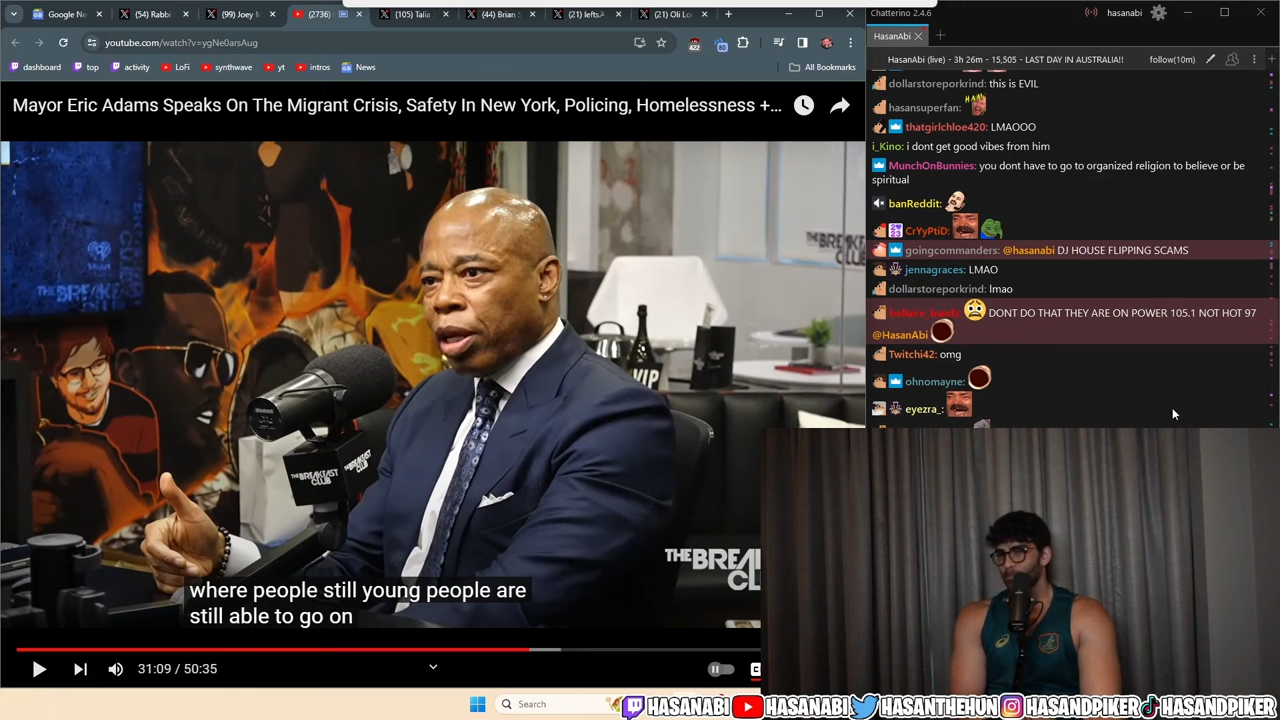 Google Ne
(54) Rabb
(99) Joey M
(2736)
(105) Talia
(44) Brian S
(21) lefts
(21) Oli Lo
youtube.com/watch?v=ygNe0arsAug
422
80
dashboard
top
activity
LoFi
synthwave
yt
intros
News
All Bookmarks
Mayor Eric Adams Speaks On The Migrant Crisis, Safety In New York, Policing, Homelessness +...
VIP
THE BREAKFAST CLUB
where people still young people are
still able to go on
31:09 / 50:35
Search
Chatterino 2.4.6
hasanabi
HasanAbi
HasanAbi (live) - 3h 26m - 15,505 - LAST DAY IN AUSTRALIA!!
follow(10m)
dollarstoreporkrind: this is EVIL
hasansuperfan:
thatgirlchloe420: LMAOOO
i_Kino: i dont get good vibes from him
MunchOnBunnies: you dont have to go to organized religion to believe or be
spiritual
banReddit:
CrYyPtiD:
goingcommanders: @hasanabi DJ HOUSE FLIPPING SCAMS
jennagraces: LMAO
dollarstoreporkrind: lmao
DONT DO THAT THEY ARE ON POWER 105.1 NOT HOT 97
@HasanAbi
Twitchi42: omg
ohnomayne:
eyezra_:
HASANABI
HASANABI
HASANTHEHUN
HASANDPIKER
HASANDPIKER